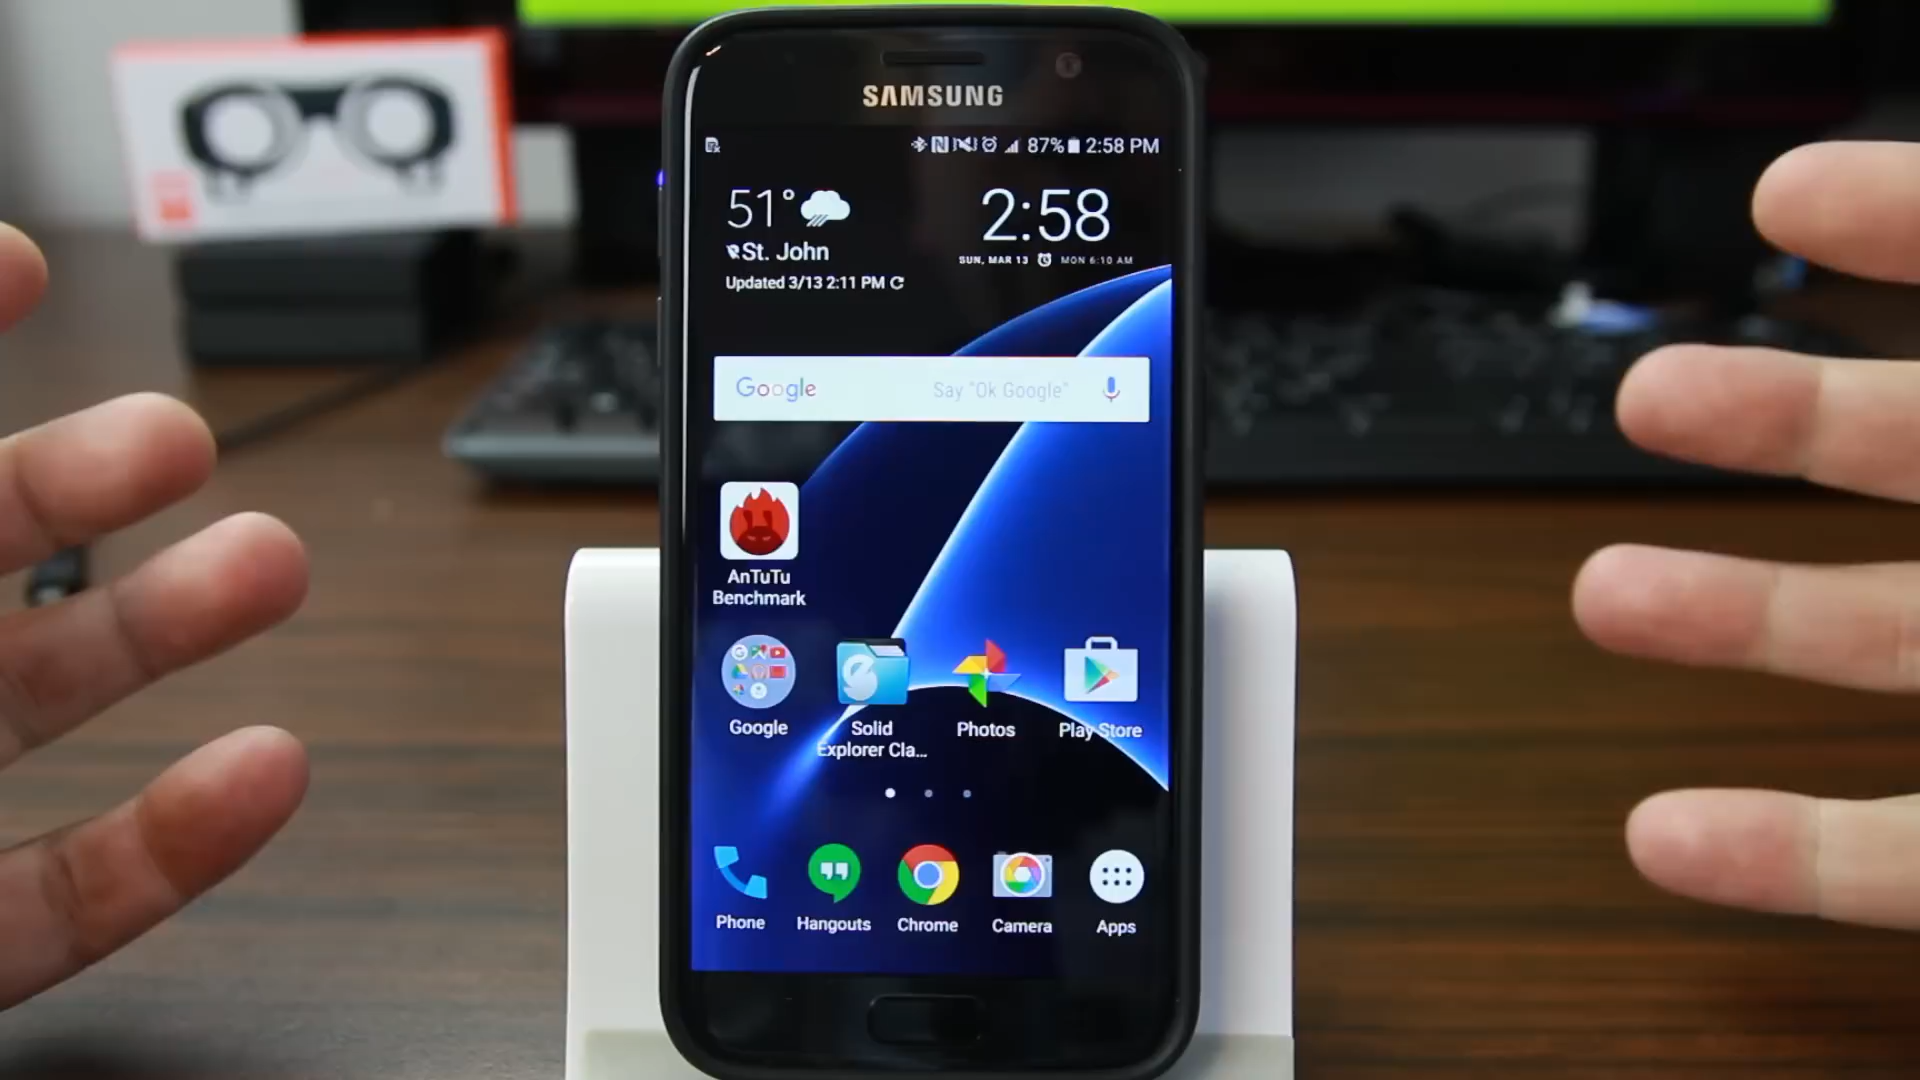 SAMSUNG
87% 2:58 PM
51°
2:58
St. John
SUN, MAR 13 MON 6:10 AM
Updated 3/13 2:11 PM
Google Say "Ok Google"
AnTuTu
Benchmark
Google
Solid
Explorer Cla...
Photos
Play Store
Phone
Hangouts
Chrome
Camera
Apps